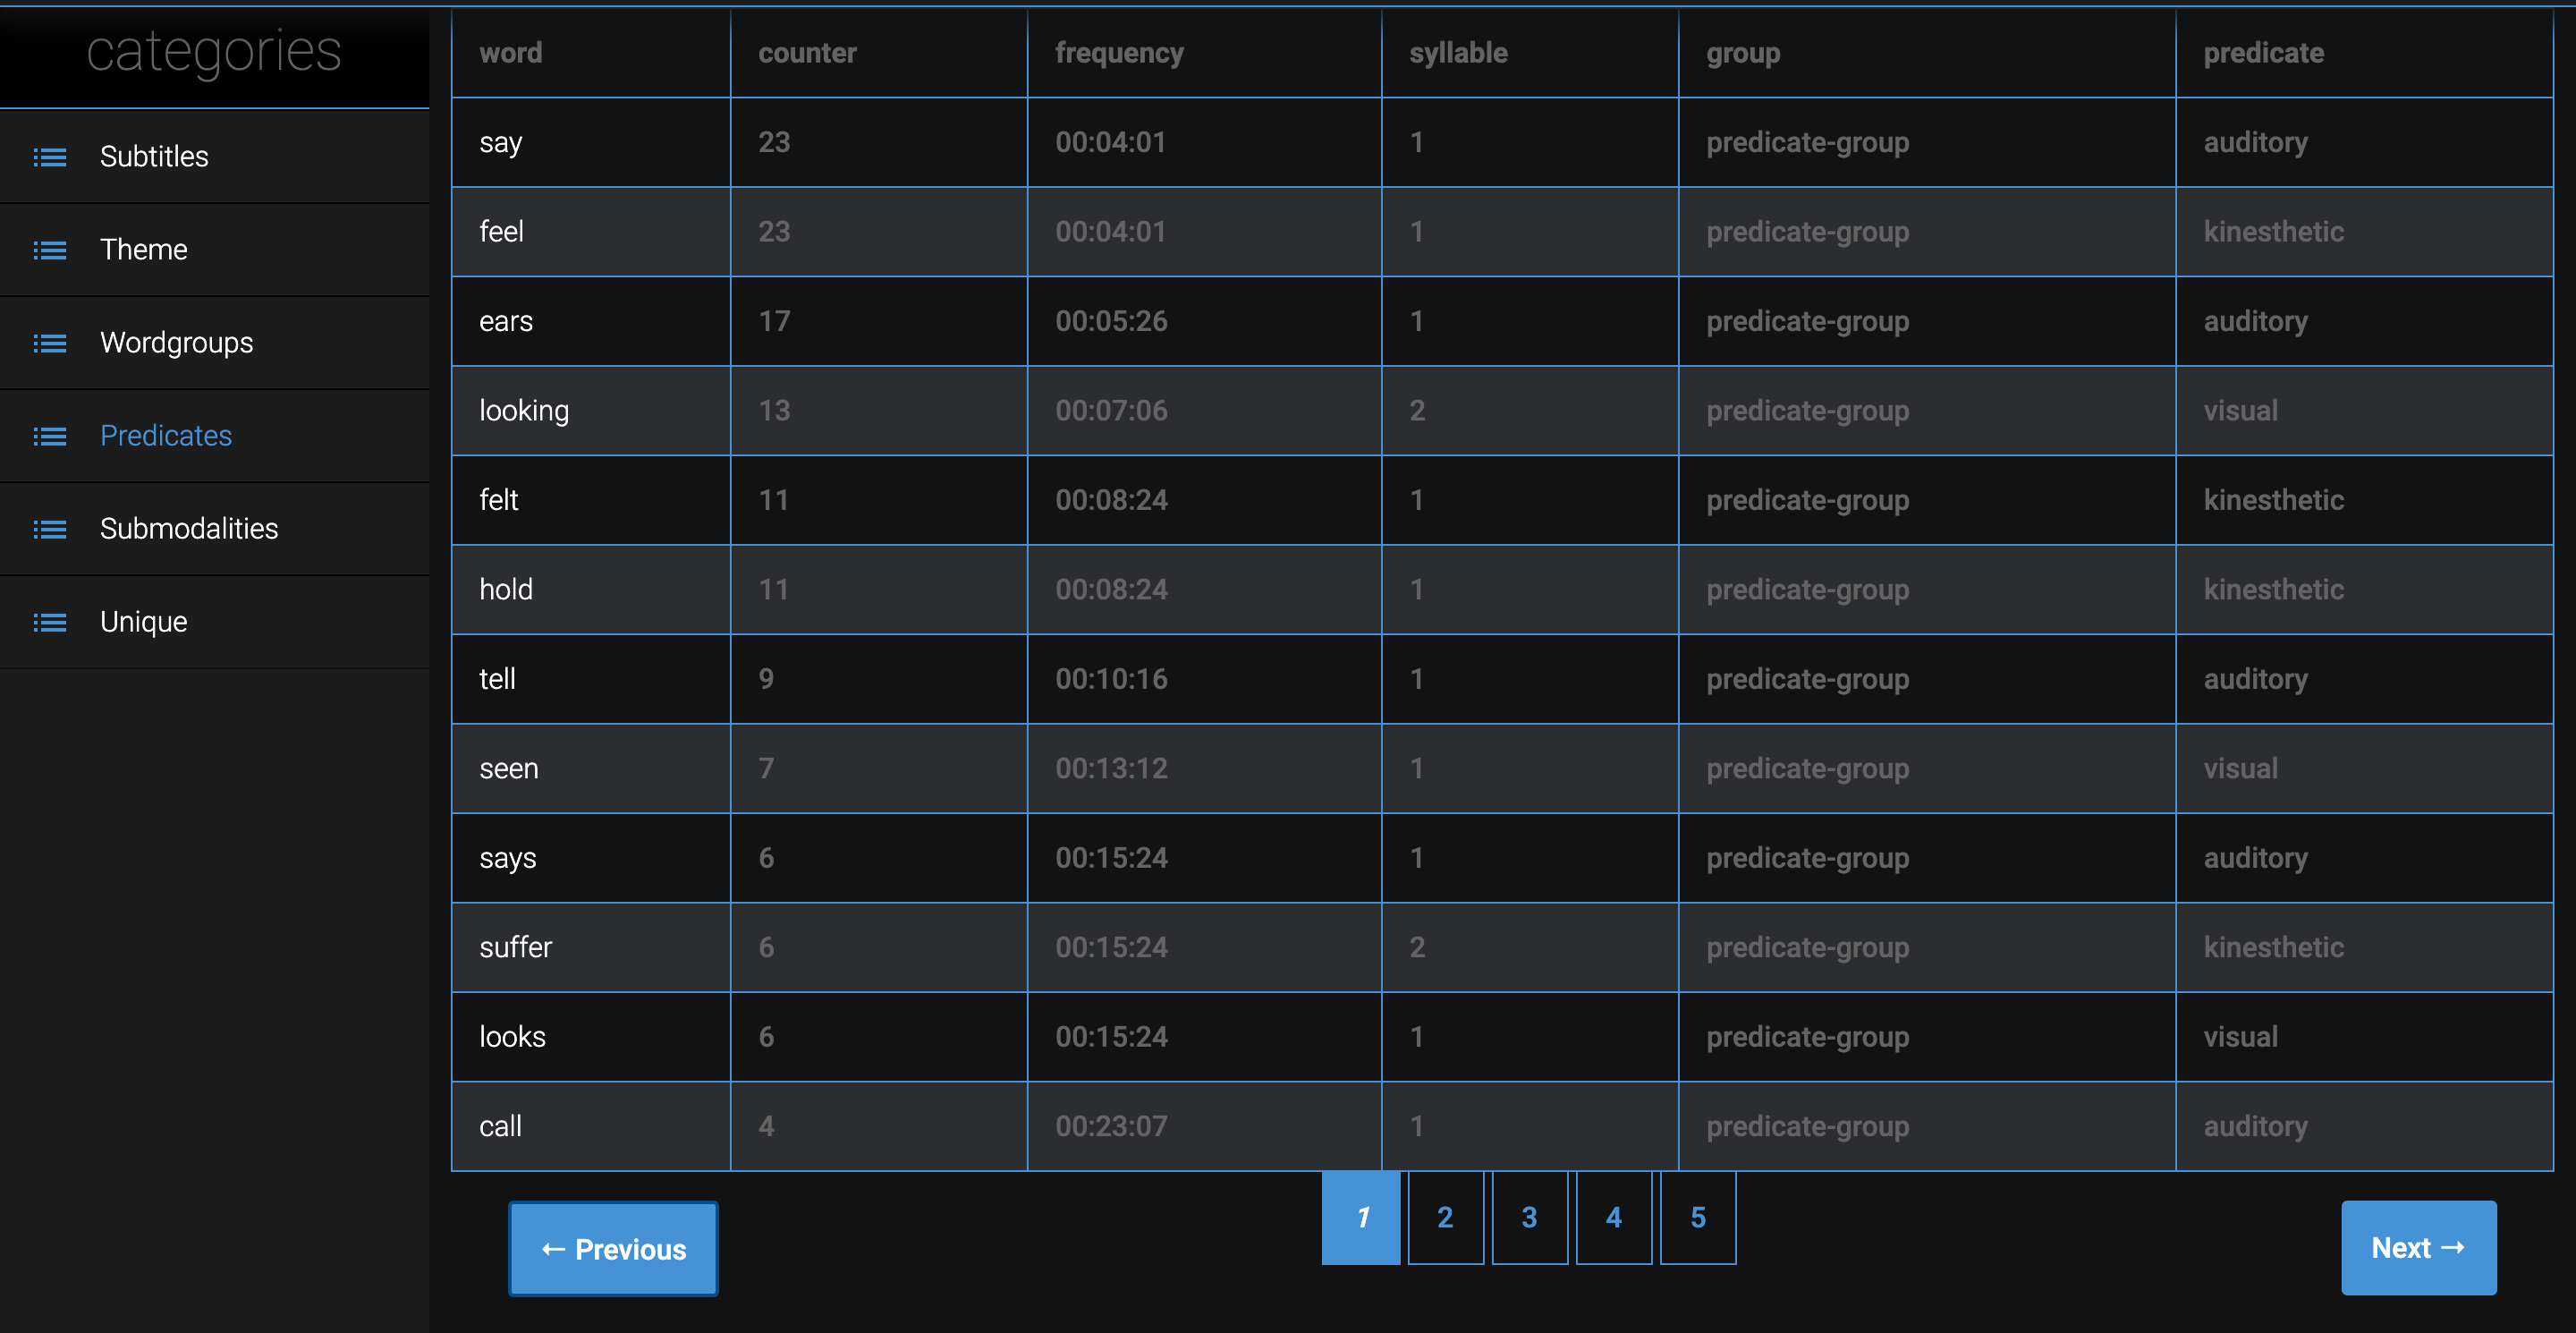 categories
Subtitles
Theme
Wordgroups
Predicates
Submodalities
Unique
word counter frequency syllable group predicate
say 23 00:04:01 1 predicate-group auditory
feel 23 00:04:01 1 predicate-group kinesthetic
ears 17 00:05:26 1 predicate-group auditory
looking 13 00:07:06 2 predicate-group visual
felt 11 00:08:24 1 predicate-group kinesthetic
hold 11 00:08:24 1 predicate-group kinesthetic
tell 9 00:10:16 1 predicate-group auditory
seen 7 00:13:12 1 predicate-group visual
says 6 00:15:24 1 predicate-group auditory
suffer 6 00:15:24 2 predicate-group kinesthetic
looks 6 00:15:24 1 predicate-group visual
call 4 00:23:07 1 predicate-group auditory
← Previous 1 2 3 4 5 Next →